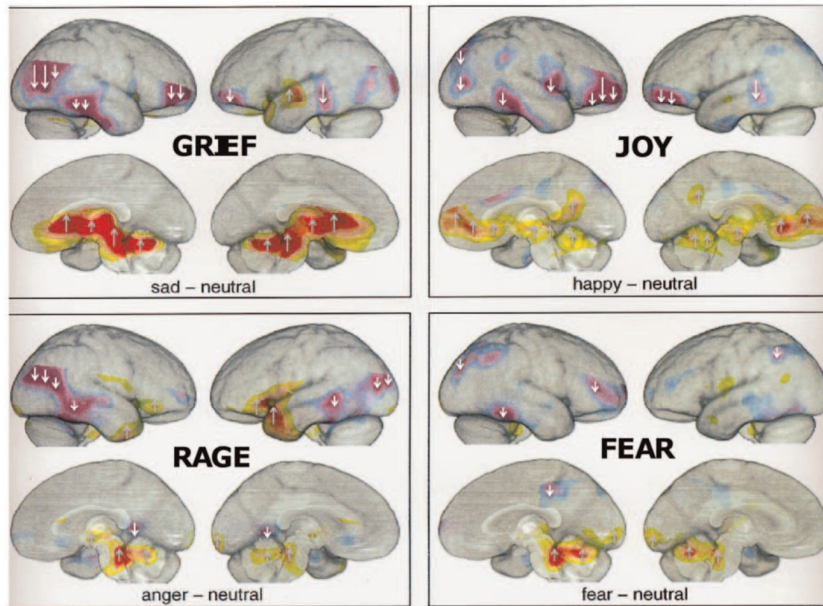 GRIEF
sad – neutral
JOY
happy – neutral
RAGE
anger – neutral
FEAR
fear – neutral